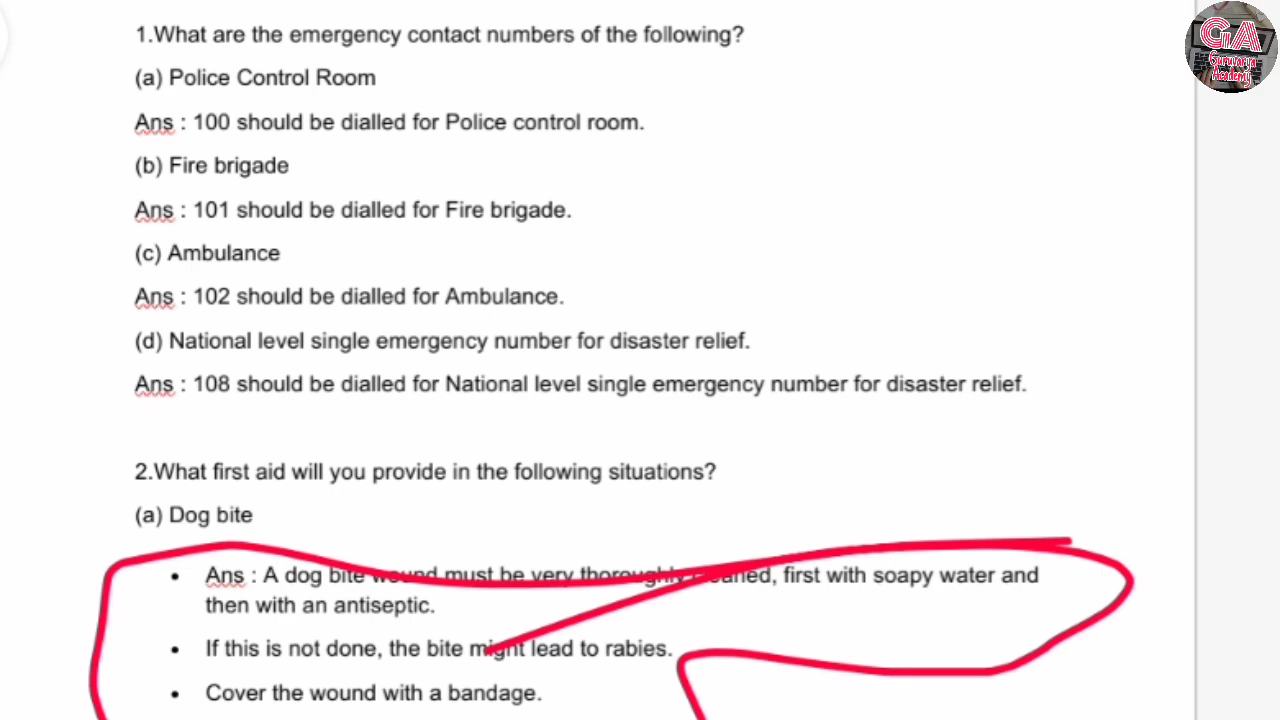 GA
Academy
1.What are the emergency contact numbers of the following?
(a) Police Control Room
Ans : 100 should be dialled for Police control room.
(b) Fire brigade
Ans : 101 should be dialled for Fire brigade.
(c) Ambulance
Ans : 102 should be dialled for Ambulance.
(d) National level single emergency number for disaster relief.
Ans : 108 should be dialled for National level single emergency number for disaster relief.
2.What first aid will you provide in the following situations?
(a) Dog bite
• Ans : A dog bite wound must be very thoroughly cleaned, first with soapy water and
then with an antiseptic.
• If this is not done, the bite might lead to rabies.
• Cover the wound with a bandage.